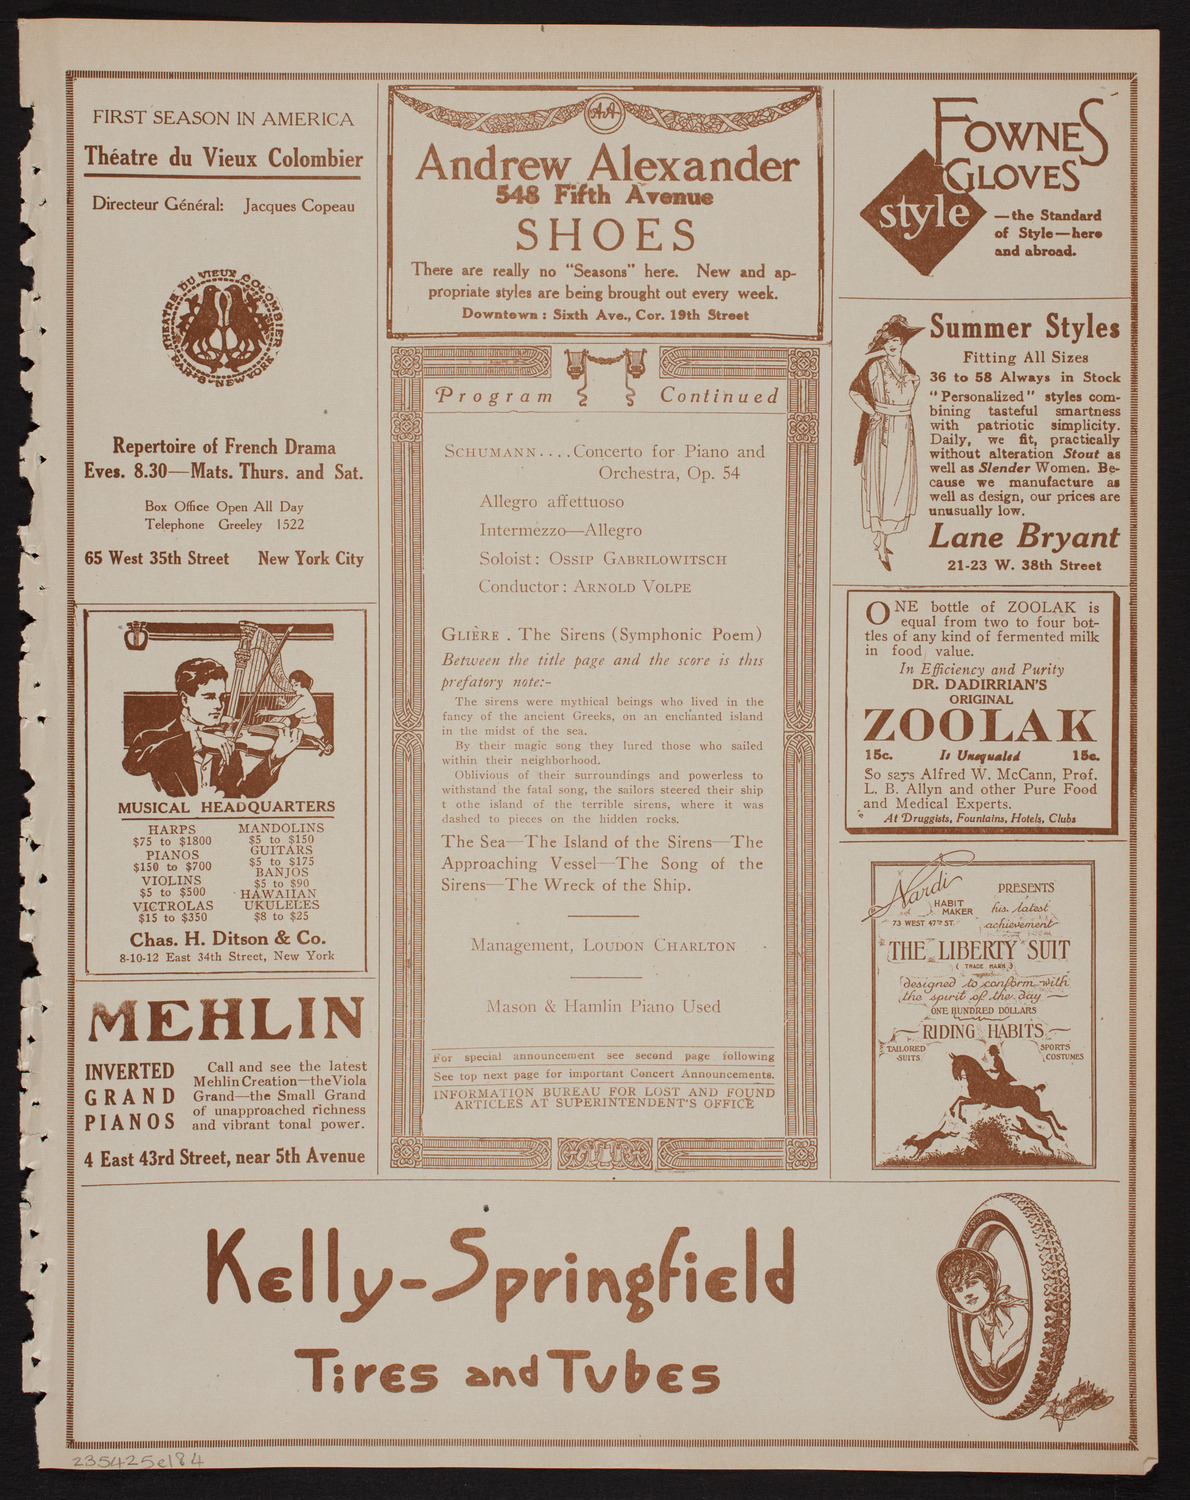 FIRST SEASON IN AMERICA
Théatre du Vieux Colombier
Directeur Général: Jacques Copeau
THEATRE DU VIEUX COLOMBIER
PARIS NEW YORK
Repertoire of French Drama
Eves. 8.30—Mats. Thurs. and Sat.
Box Office Open All Day
Telephone Greeley 1522
65 West 35th Street New York City
MUSICAL HEADQUARTERS
HARPS
$75 to $1800
PIANOS
$150 to $700
VIOLINS
$5 to $500
VICTROLAS
$15 to $350
MANDOLINS
$5 to $150
GUITARS
$5 to $175
BANJOS
$5 to $90
HAWAIIAN
UKULELES
$8 to $25
Chas. H. Ditson & Co.
8-10-12 East 34th Street, New York
MEHLIN
INVERTED
GRAND
PIANOS
Call and see the latest
Mehlin Creation—the Viola
Grand—the Small Grand
of unapproached richness
and vibrant tonal power.
4 East 43rd Street, near 5th Avenue
A.A
Andrew Alexander
548 Fifth Avenue
SHOES
There are really no "Seasons" here. New and ap-
propriate styles are being brought out every week.
Downtown: Sixth Ave., Cor. 19th Street
Program Continued
SCHUMANN....Concerto for Piano and
Orchestra, Op. 54
Allegro affettuoso
Intermezzo—Allegro
Soloist: OSSIP GABRILOWITSCH
Conductor: ARNOLD VOLPE
GLIÈRE . The Sirens (Symphonic Poem)
Between the title page and the score is this
prefatory note:-
The sirens were mythical beings who lived in the
fancy of the ancient Greeks, on an enchanted island
in the midst of the sea.
By their magic song they lured those who sailed
within their neighborhood.
Oblivious of their surroundings and powerless to
withstand the fatal song, the sailors steered their ship
t othe island of the terrible sirens, where it was
dashed to pieces on the hidden rocks.
The Sea—The Island of the Sirens—The
Approaching Vessel—The Song of the
Sirens—The Wreck of the Ship.
Management, LOUDON CHARLTON
Mason & Hamlin Piano Used
For special announcement see second page following
See top next page for important Concert Announcements.
INFORMATION BUREAU FOR LOST AND FOUND
ARTICLES AT SUPERINTENDENT'S OFFICE
FOWNES
GLOVES
style
—the Standard
of Style—here
and abroad.
Summer Styles
Fitting All Sizes
36 to 58 Always in Stock
"Personalized" styles com-
bining tasteful smartness
with patriotic simplicity.
Daily, we fit, practically
without alteration Stout as
well as Slender Women. Be-
cause we manufacture as
well as design, our prices are
unusually low.
Lane Bryant
21-23 W. 38th Street
ONE bottle of ZOOLAK is
equal from two to four bot-
tles of any kind of fermented milk
in food value.
In Efficiency and Purity
DR. DADIRRIAN'S
ORIGINAL
ZOOLAK
15c. Is Unequaled 15c.
So says Alfred W. McCann, Prof.
L. B. Allyn and other Pure Food
and Medical Experts.
At Druggists, Fountains, Hotels, Clubs
Nardi
HABIT
MAKER
73 WEST 47TH ST.
PRESENTS
his latest
achievement
THE LIBERTY SUIT
(TRADE MARK)
designed to conform with
the spirit of the day—
ONE HUNDRED DOLLARS
RIDING HABITS
TAILORED
SUITS
SPORTS
COSTUMES
Kelly-Springfield
Tires and Tubes
235425e184